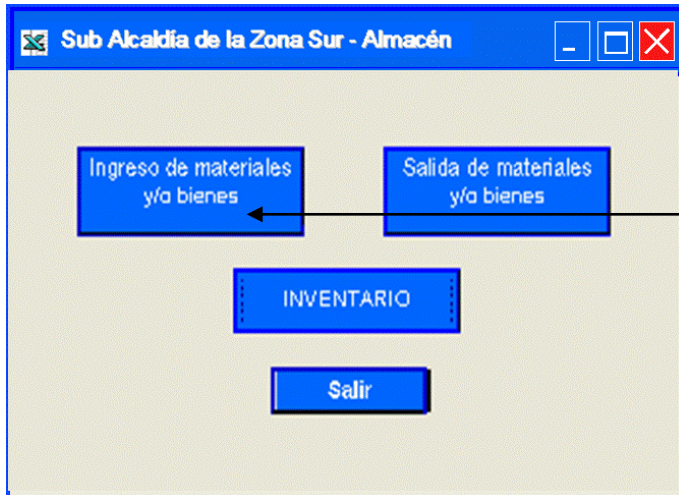 Sub Alcaldía de la Zona Sur - Almacén
Ingreso de materiales
y/o bienes
Salida de materiales
y/o bienes
INVENTARIO
Salir